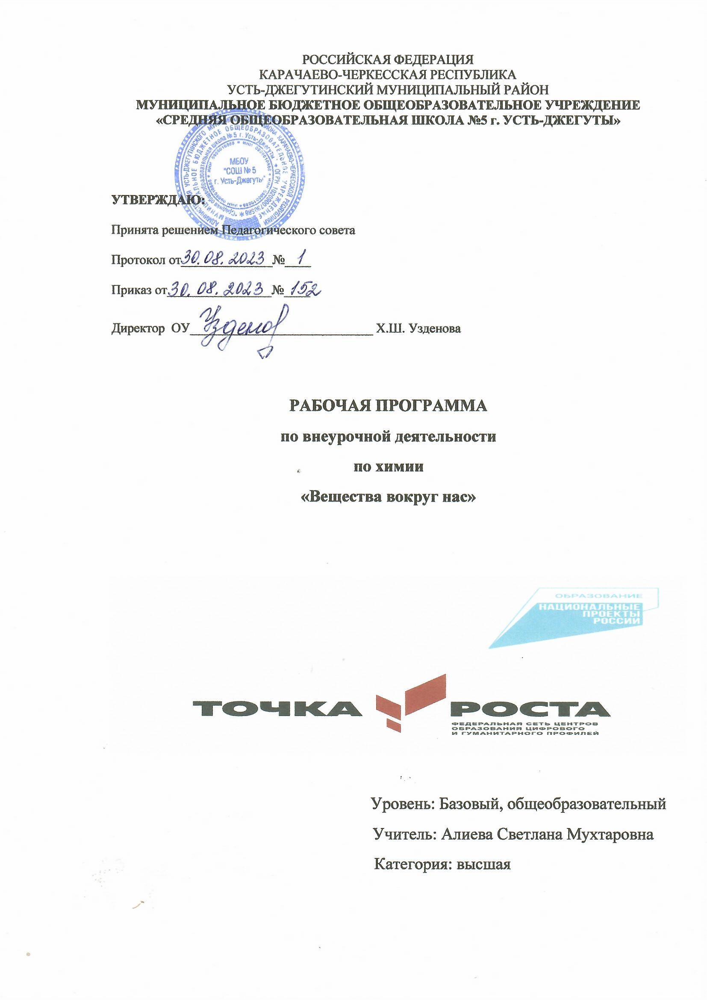 РОССИЙСКАЯ ФЕДЕРАЦИЯ
КАРАЧАЕВО-ЧЕРКЕССКАЯ РЕСПУБЛИКА
УСТЬ-ДЖЕГУТИНСКИЙ МУНИЦИПАЛЬНЫЙ РАЙОН
МУНИЦИПАЛЬНОЕ БЮДЖЕТНОЕ ОБЩЕОБРАЗОВАТЕЛЬНОЕ УЧРЕЖДЕНИЕ
«СРЕДНЯЯ ОБЩЕОБРАЗОВАТЕЛЬНАЯ ШКОЛА №5 г. УСТЬ-ДЖЕГУТЫ»
МБОУ
"СОШ № 5
г. Усть-Джегуты"
УТВЕРЖДАЮ:
Принята решением Педагогического совета
Протокол от 30.08.2023 № 1
Приказ от 30.08.2023 № 152
Директор ОУ Узденов Х.Ш. Узденова
РАБОЧАЯ ПРОГРАММА
по внеурочной деятельности
по химии
«Вещества вокруг нас»
ОБРАЗОВАНИЕ
НАЦИОНАЛЬНЫЕ
ПРОЕКТЫ
РОССИИ
ТОЧКА РОСТА
ФЕДЕРАЛЬНАЯ СЕТЬ ЦЕНТРОВ
ОБРАЗОВАНИЯ ЦИФРОВОГО
И ГУМАНИТАРНОГО ПРОФИЛЕЙ
Уровень: Базовый, общеобразовательный
Учитель: Алиева Светлана Мухтаровна
Категория: высшая